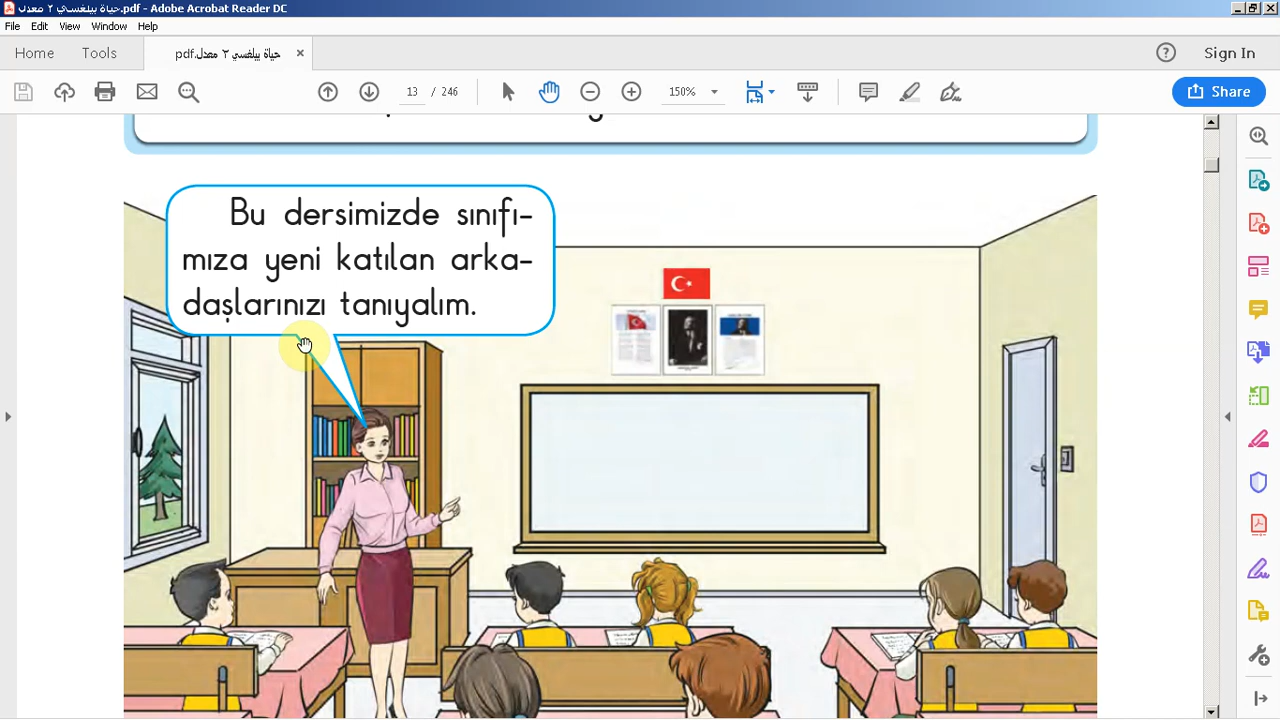 حياة بيلغسي ٢ معدل.pdf - Adobe Acrobat Reader DC
File Edit View Window Help
Home Tools حياة بيلغسي ٢ معدل.pdf × Sign In
13 / 246 150% Share
Bu dersimizde sınıfı-
mıza yeni katılan arka-
daşlarınızı tanıyalım.